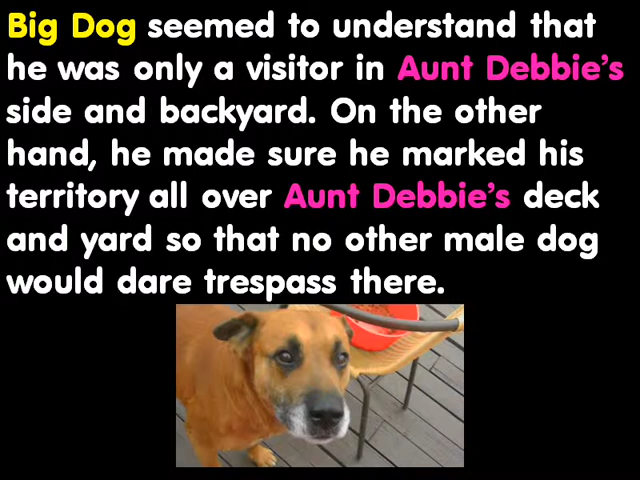 Big Dog seemed to understand that
he was only a visitor in Aunt Debbie's
side and backyard. On the other
hand, he made sure he marked his
territory all over Aunt Debbie's deck
and yard so that no other male dog
would dare trespass there.